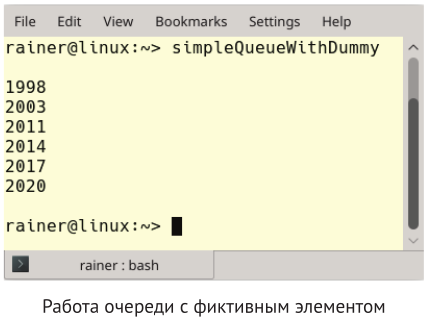 File Edit View Bookmarks Settings Help
rainer@linux:~> simpleQueueWithDummy
1998
2003
2011
2014
2017
2020
rainer@linux:~>
rainer : bash
Работа очереди с фиктивным элементом